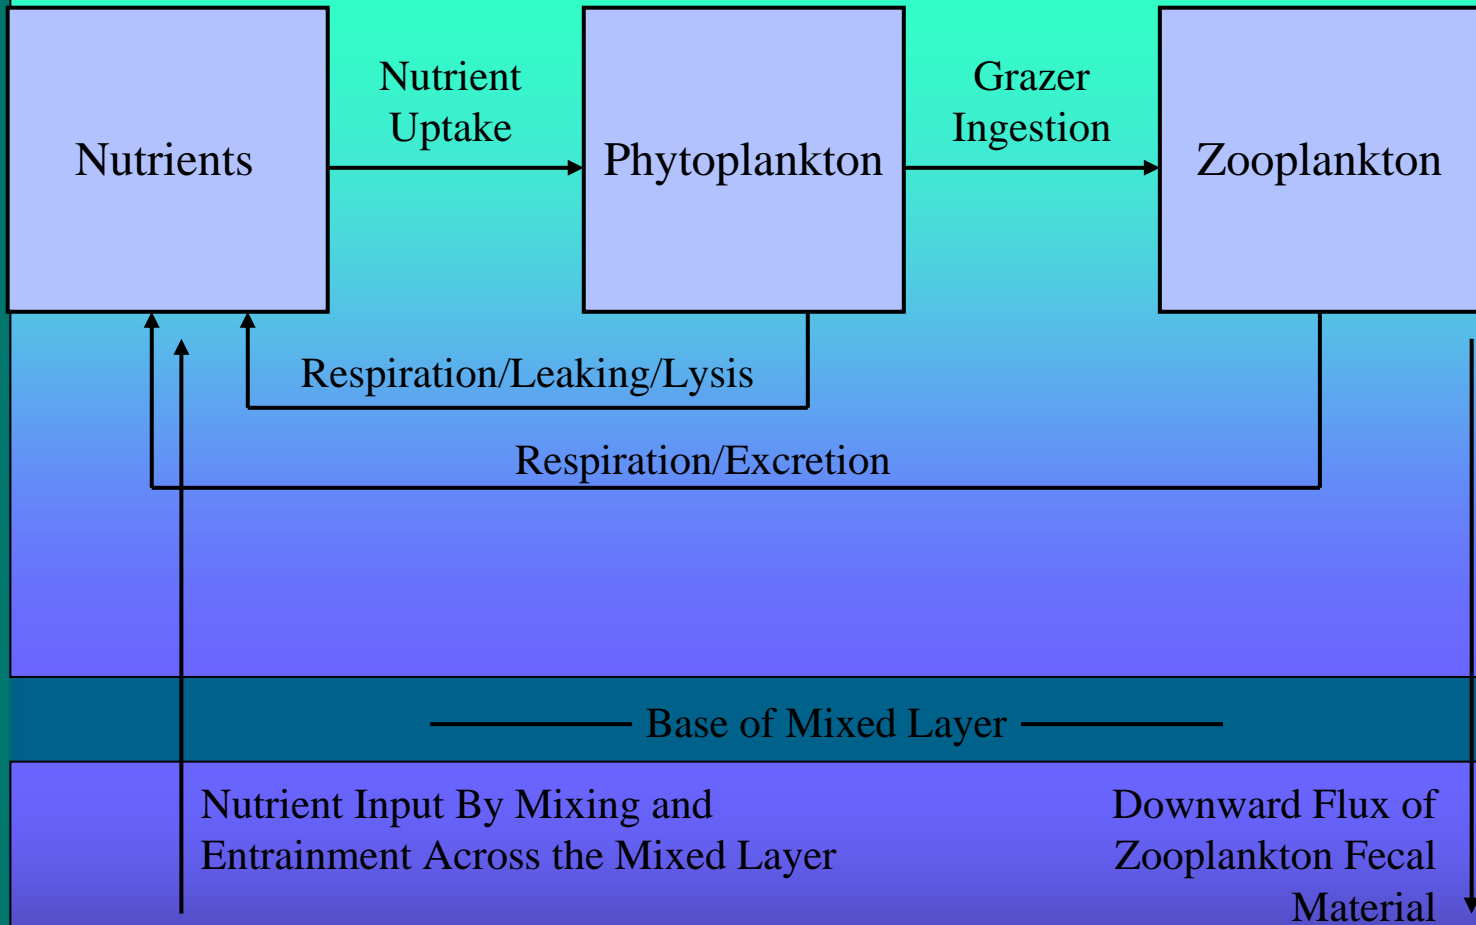 Nutrients
Nutrient
Uptake
Phytoplankton
Grazer
Ingestion
Zooplankton
Respiration/Leaking/Lysis
Respiration/Excretion
Base of Mixed Layer
Nutrient Input By Mixing and
Entrainment Across the Mixed Layer
Downward Flux of
Zooplankton Fecal
Material